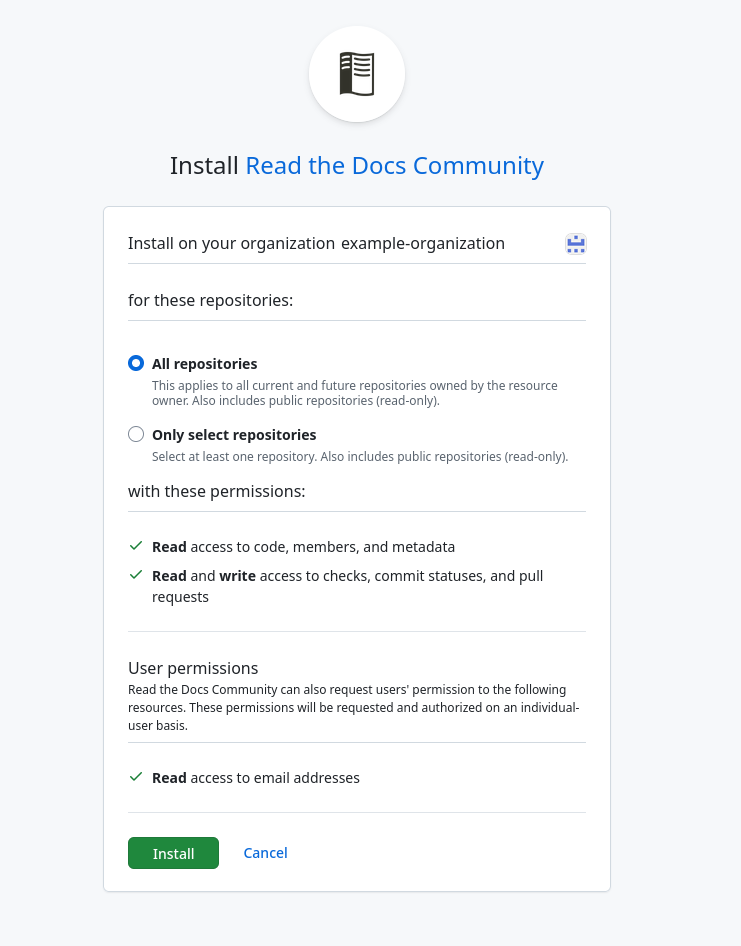 Install Read the Docs Community
Install on your organization example-organization
for these repositories:
All repositories
This applies to all current and future repositories owned by the resource
owner. Also includes public repositories (read-only).
Only select repositories
Select at least one repository. Also includes public repositories (read-only).
with these permissions:
Read access to code, members, and metadata
Read and write access to checks, commit statuses, and pull
requests
User permissions
Read the Docs Community can also request users' permission to the following
resources. These permissions will be requested and authorized on an individual-
user basis.
Read access to email addresses
Install Cancel